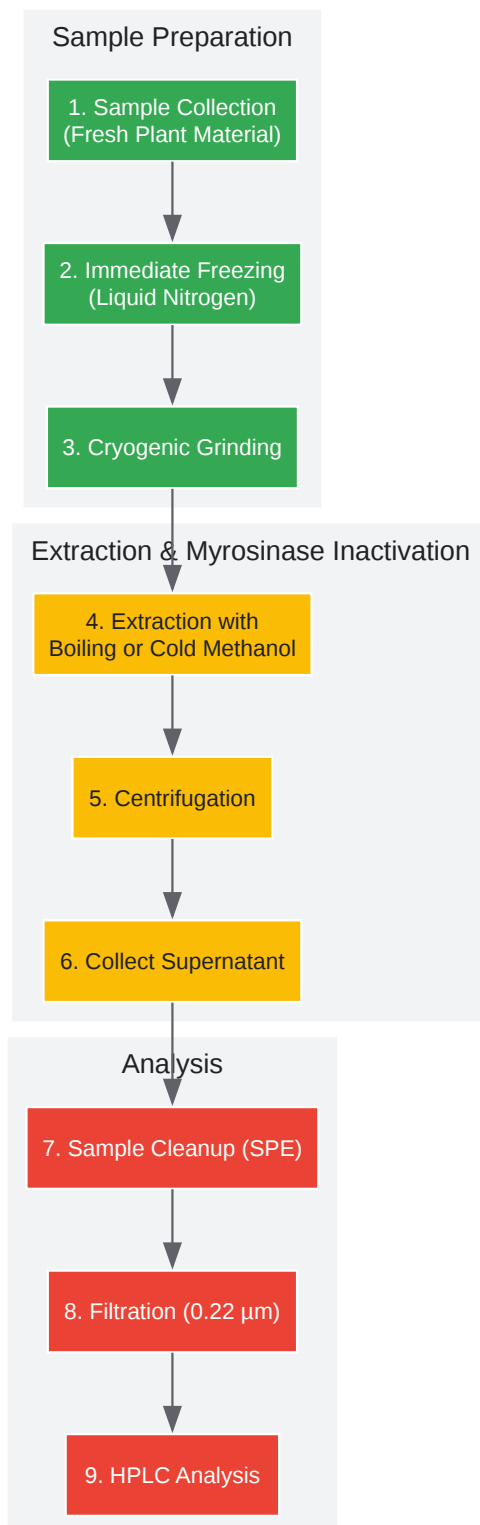 Sample Preparation
1. Sample Collection
(Fresh Plant Material)
2. Immediate Freezing
(Liquid Nitrogen)
3. Cryogenic Grinding
Extraction & Myrosinase Inactivation
4. Extraction with
Boiling or Cold Methanol
5. Centrifugation
6. Collect Supernatant
Analysis
7. Sample Cleanup (SPE)
8. Filtration (0.22 µm)
9. HPLC Analysis